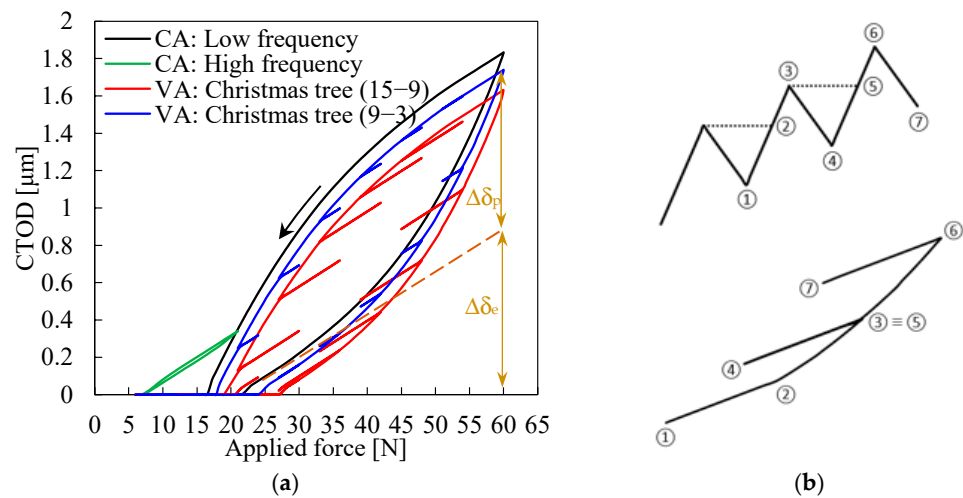 CTOD [µm]
2
1.8
1.6
1.4
1.2
1
0.8
0.6
0.4
0.2
0
CA: Low frequency
CA: High frequency
VA: Christmas tree (15−9)
VA: Christmas tree (9−3)
Δδp
Δδe
0 5 10 15 20 25 30 35 40 45 50 55 60 65
Applied force [N]
(a)
⑥
③
⑤
②
⑦
④
①
⑥
⑦
③ ≡ ⑤
④
②
①
(b)